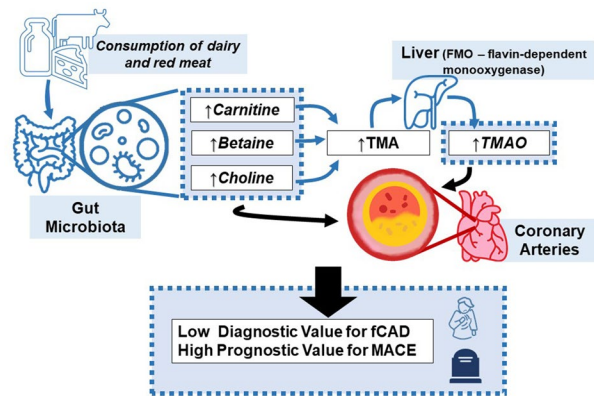 Consumption of dairy
and red meat
Liver (FMO – flavin-dependent
monooxygenase)
↑Carnitine
↑Betaine
↑Choline
↑TMA
↑TMAO
Gut
Microbiota
Coronary
Arteries
Low Diagnostic Value for fCAD
High Prognostic Value for MACE